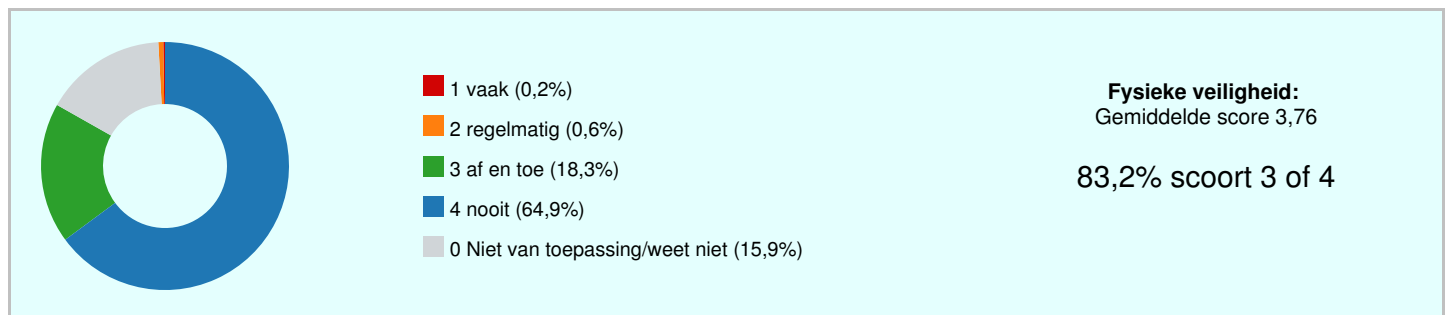 1 vaak (0,2%)
2 regelmatig (0,6%)
3 af en toe (18,3%)
4 nooit (64,9%)
0 Niet van toepassing/weet niet (15,9%)
Fysieke veiligheid:
Gemiddelde score 3,76
83,2% scoort 3 of 4